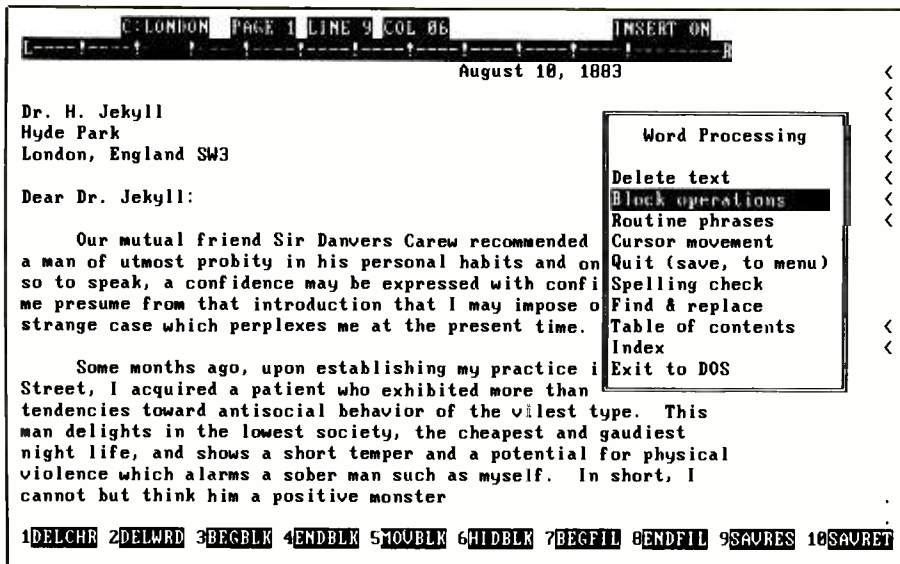 C:LONDON PAGE 1 LINE 9 COL 06 INSERT ON
L----!----!----!----!----!----!----!----!----!----!----!----!--------R
August 10, 1883 <
<
Dr. H. Jekyll <
Hyde Park Word Processing <
London, England SW3 <
Delete text <
Dear Dr. Jekyll: Block operations <
Routine phrases <
Our mutual friend Sir Danvers Carew recommended Cursor movement
a man of utmost probity in his personal habits and on Quit (save, to menu)
so to speak, a confidence may be expressed with confi Spelling check
me presume from that introduction that I may impose o Find & replace
strange case which perplexes me at the present time. Table of contents <
Index <
Some months ago, upon establishing my practice i Exit to DOS
Street, I acquired a patient who exhibited more than
tendencies toward antisocial behavior of the vilest type. This
man delights in the lowest society, the cheapest and gaudiest
night life, and shows a short temper and a potential for physical
violence which alarms a sober man such as myself. In short, I
cannot but think him a positive monster .
.
1DELCHR 2DELWRD 3BEGBLK 4ENDBLK 5MOVBLK 6HIDBLK 7BEGFIL 8ENDFIL 9SAVRES 10SAVRET